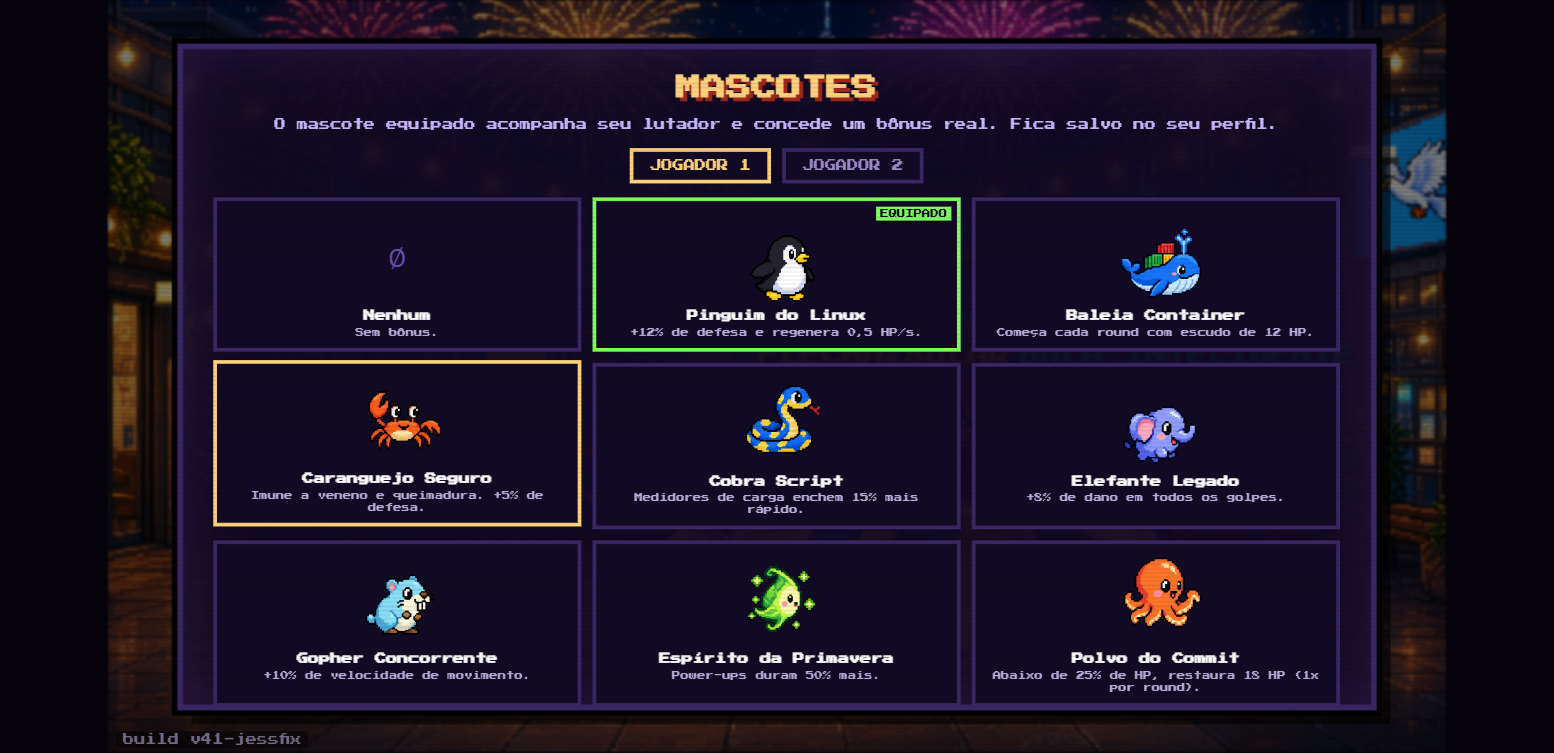 MASCOTES
O mascote equipado acompanha seu lutador e concede um bônus real. Fica salvo no seu perfil.
JOGADOR 1
JOGADOR 2
Ø
Nenhum
Sem bônus.
EQUIPADO
Pinguim do Linux
+12% de defesa e regenera 0,5 HP/s.
Baleia Container
Começa cada round com escudo de 12 HP.
Caranguejo Seguro
Imune a veneno e queimadura. +5% de
defesa.
Cobra Script
Medidores de carga enchem 15% mais
rápido.
Elefante Legado
+8% de dano em todos os golpes.
Gopher Concorrente
+10% de velocidade de movimento.
Espírito da Primavera
Power-ups duram 50% mais.
Polvo do Commit
Abaixo de 25% de HP, restaura 18 HP (1x
por round).
build v41-jessfix